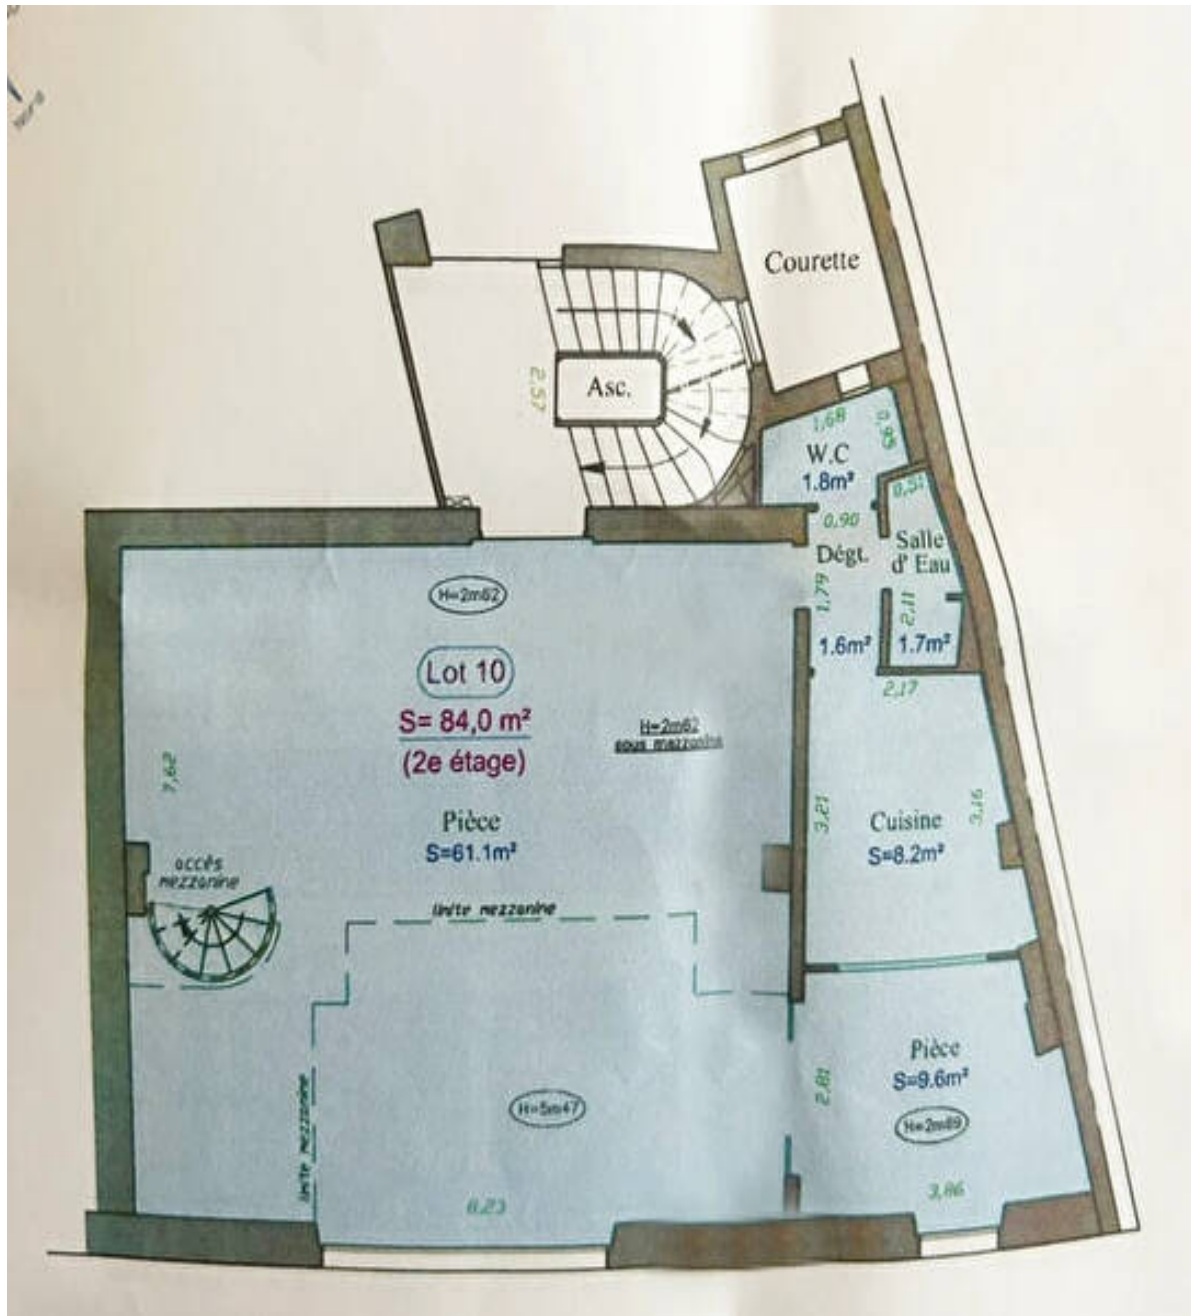 Nord
Courette
2,57
Asc.
1,68
0,85
W.C
1.8m²
0,51
0,90
Dégt.
Salle
d' Eau
1,79
2,11
1.6m²
1.7m²
H=2m62
Lot 10
S= 84,0 m²
(2e étage)
H=2m62
sous mezzanine
2,17
7,62
Pièce
S=61.1m²
3,21
3,16
Cuisine
S=8.2m²
accès
mezzanine
limite mezzanine
limite mezzanine
H=5m47
8,23
Pièce
S=9.6m²
2,81
H=2m89
3,86